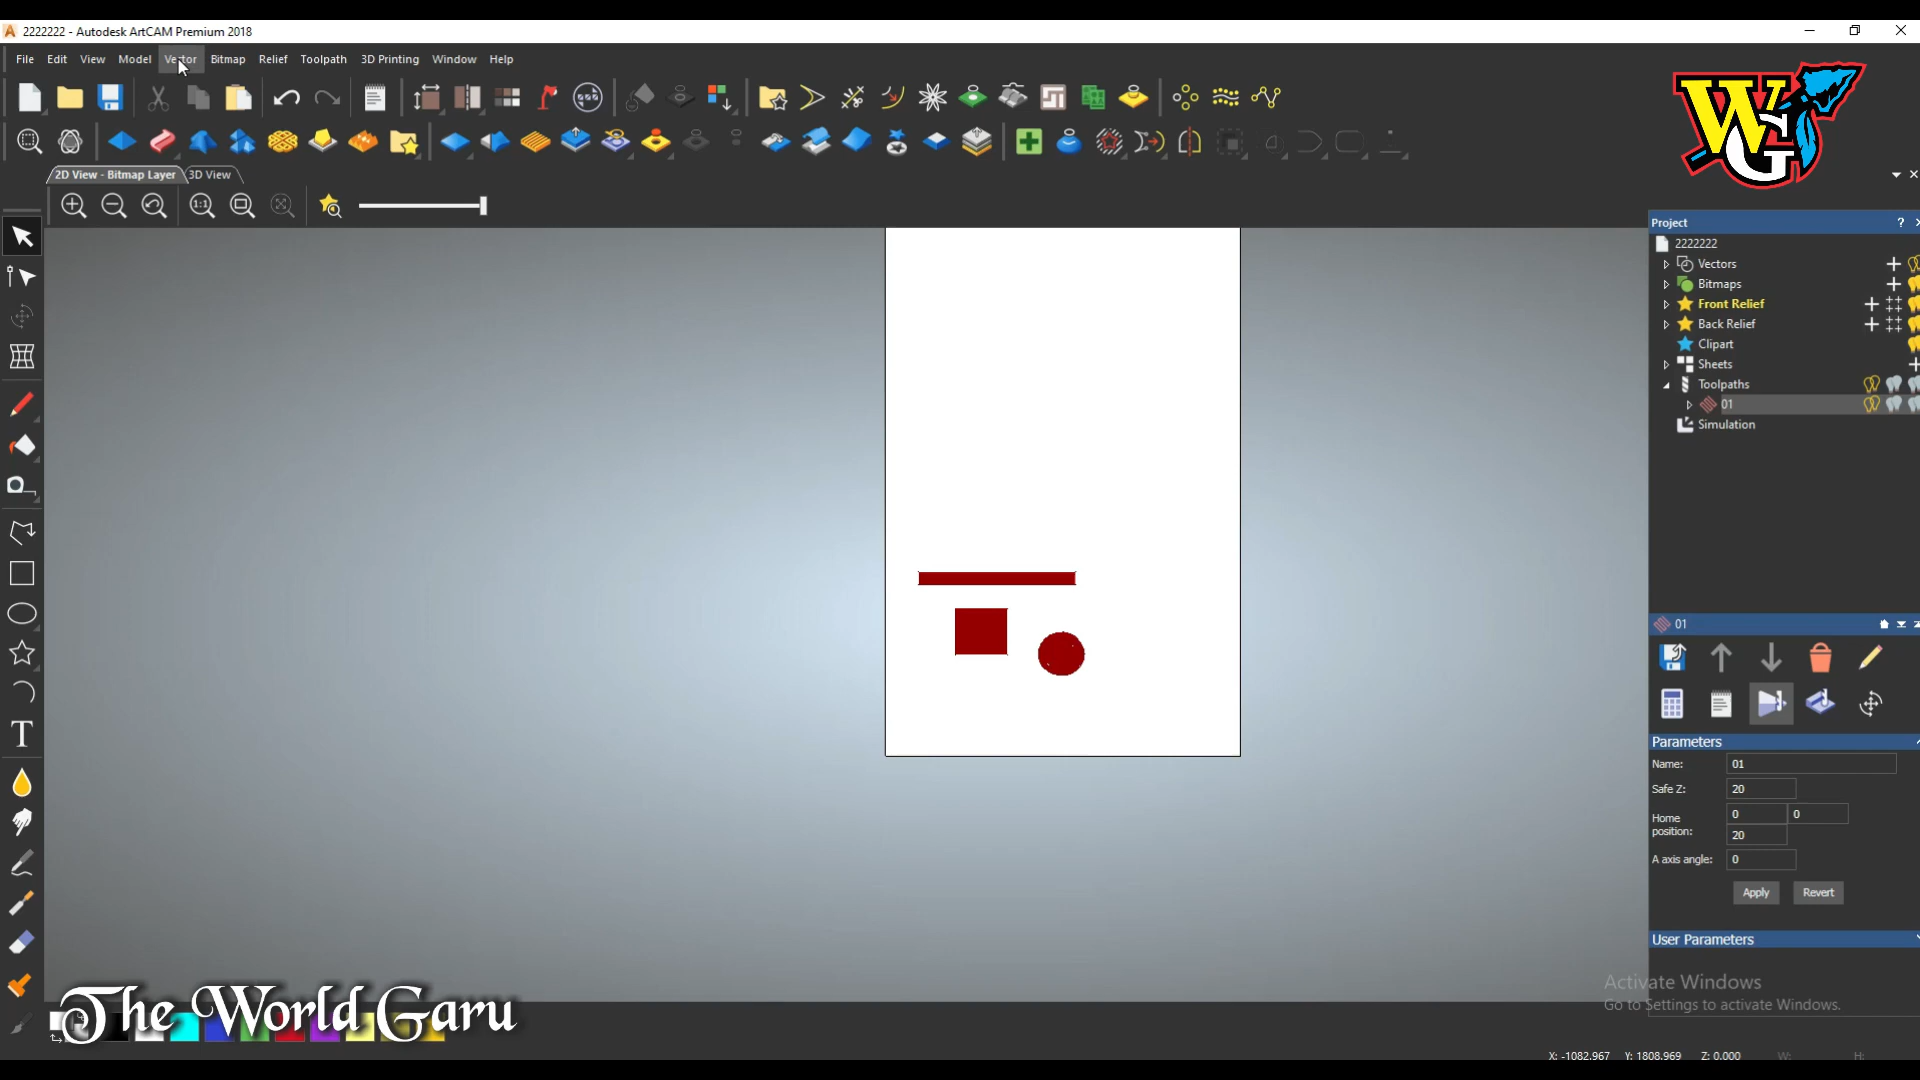 2222222 - Autodesk ArtCAM Premium 2018
File Edit View Model Vector Bitmap Relief Toolpath 3D Printing Window Help
WG
2D View - Bitmap Layer 3D View
1:1
Project ?
2222222
Vectors
Bitmaps
Front Relief
Back Relief
Clipart
Sheets
Toolpaths
01
Simulation
01
Parameters
Name: 01
Safe Z: 20
Home position: 0 0
20
A axis angle: 0
Apply Revert
User Parameters
Activate Windows
Go to Settings to activate Windows.
The World Garu
X: -1082.967 Y: 1808.969 Z: 0.000 W: H: